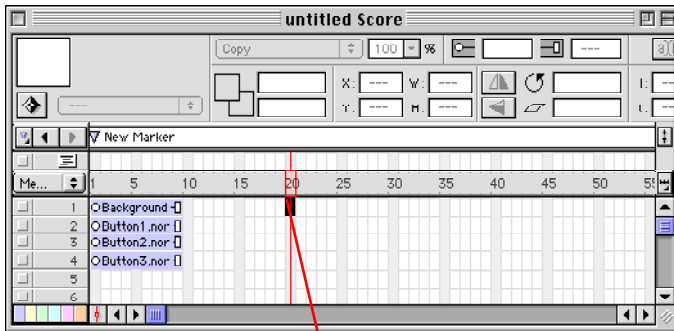 untitled Score
Copy 100 % ---
X: --- W: --- I: --
--- Y: --- H: --- L: --
New Marker
Me... 1 5 10 15 20 25 30 35 40 45 50 55
1 Background
2 Button1.nor
3 Button2.nor
4 Button3.nor
5
6